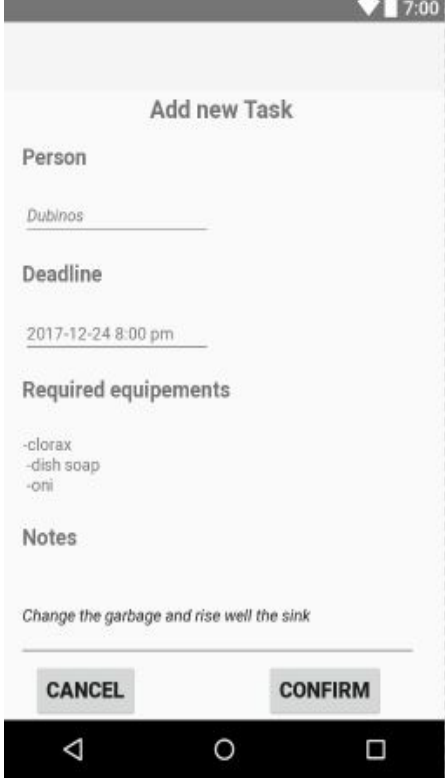 7:00
Add new Task
Person
Dubinos
Deadline
2017-12-24 8:00 pm
Required equipements
-clorax
-dish soap
-oni
Notes
Change the garbage and rise well the sink
CANCEL
CONFIRM